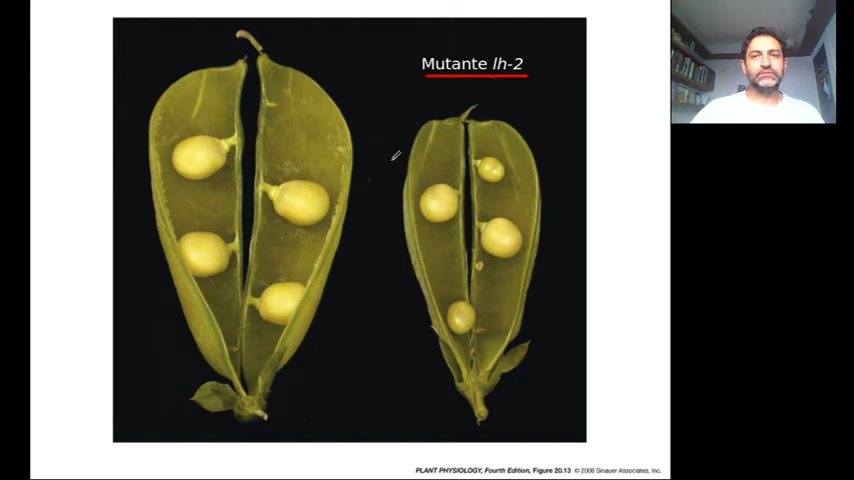 Mutante lh-2
PLANT PHYSIOLOGY, Fourth Edition, Figure 20.13 © 2006 Sinauer Associates, Inc.